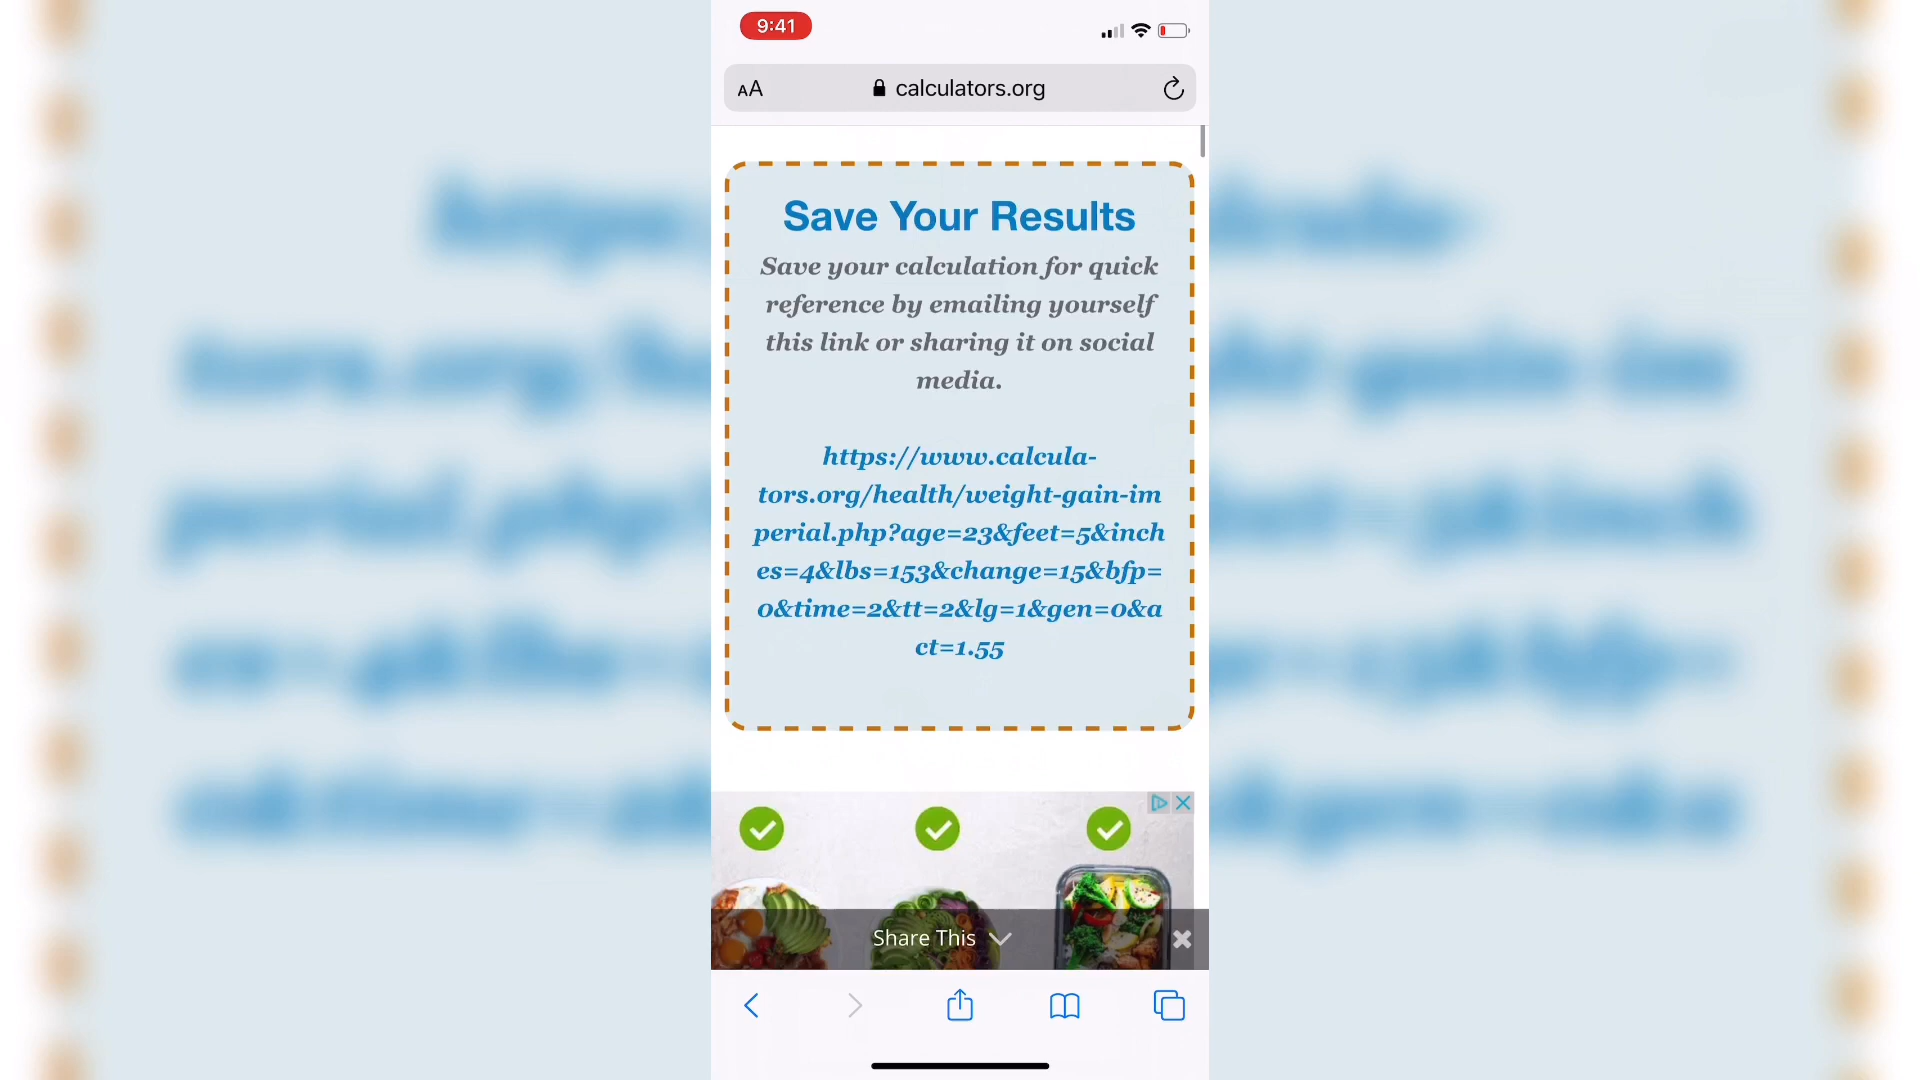 9:41
AA calculators.org
Save Your Results
Save your calculation for quick
reference by emailing yourself
this link or sharing it on social
media.
https://www.calcula-
tors.org/health/weight-gain-im
perial.php?age=23&feet=5&inch
es=4&lbs=153&change=15&bfp=
0&time=2&tt=2&lg=1&gen=0&a
ct=1.55
Share This